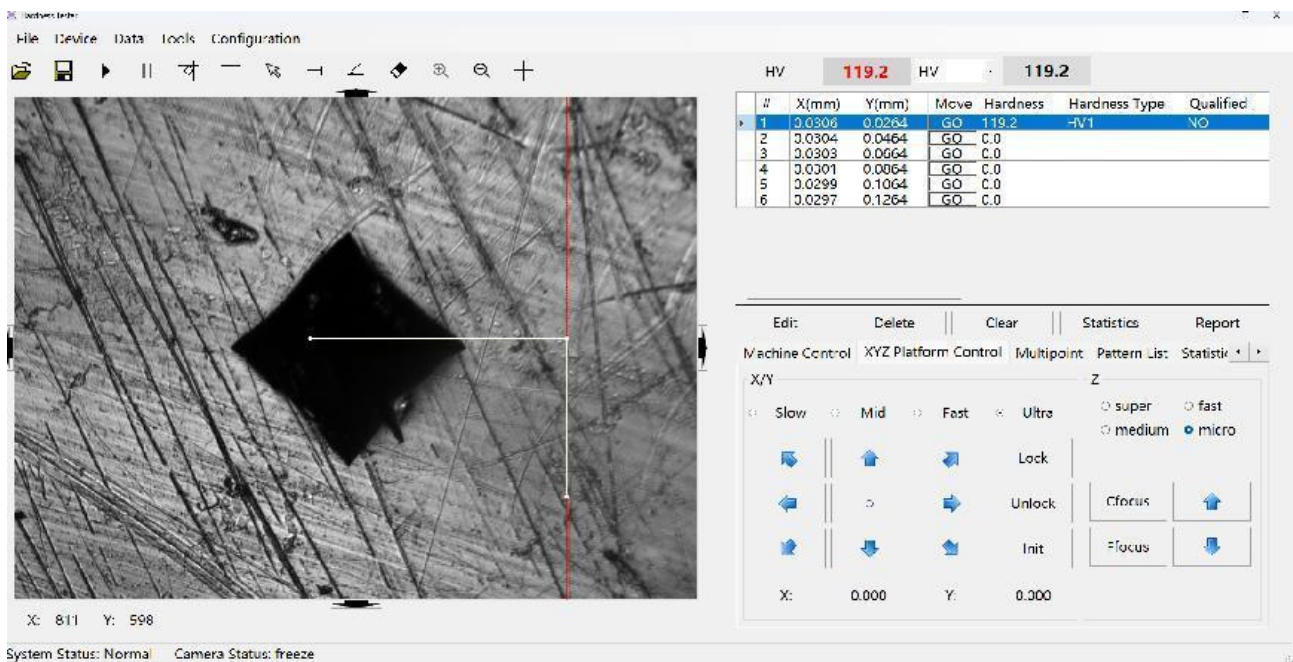 Hardness Tester
File Device Data Tools Configuration
HV 119.2 HV 119.2
# X(mm) Y(mm) Move Hardness Hardness Type Qualified
1 0.0306 0.0264 GO 119.2 HV1 NO
2 0.0304 0.0464 GO 0.0
3 0.0303 0.0664 GO 0.0
4 0.0301 0.0864 GO 0.0
5 0.0299 0.1064 GO 0.0
6 0.0297 0.1264 GO 0.0
Edit Delete Clear Statistics Report
Machine Control XYZ Platform Control Multipoint Pattern List Statistic
X/Y Z
Slow Mid Fast Ultra super fast
medium micro
Lock
Unlock Cfocus
Init Ffocus
X: 0.000 Y: 0.000
X: 811 Y: 598
System Status: Normal Camera Status: freeze